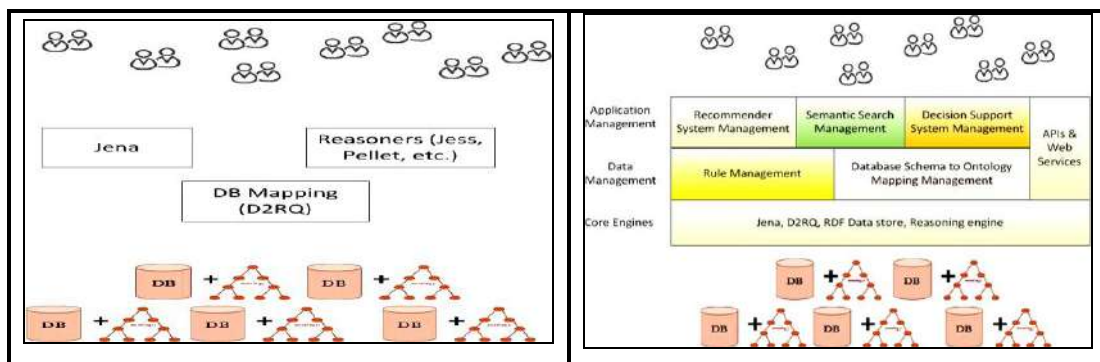 Jena
Reasoners (Jess,
Pellet, etc.)
DB Mapping
(D2RQ)
DB
+
DB
+
DB
+
DB
+
DB
+
Application
Management
Recommender
System Management
Semantic Search
Management
Decision Support
System Management
APIs &
Web
Services
Data
Management
Rule Management
Database Schema to Ontology
Mapping Management
Core Engines
Jena, D2RQ, RDF Data store, Reasoning engine
DB
+
DB
+
DB
+
DB
+
DB
+